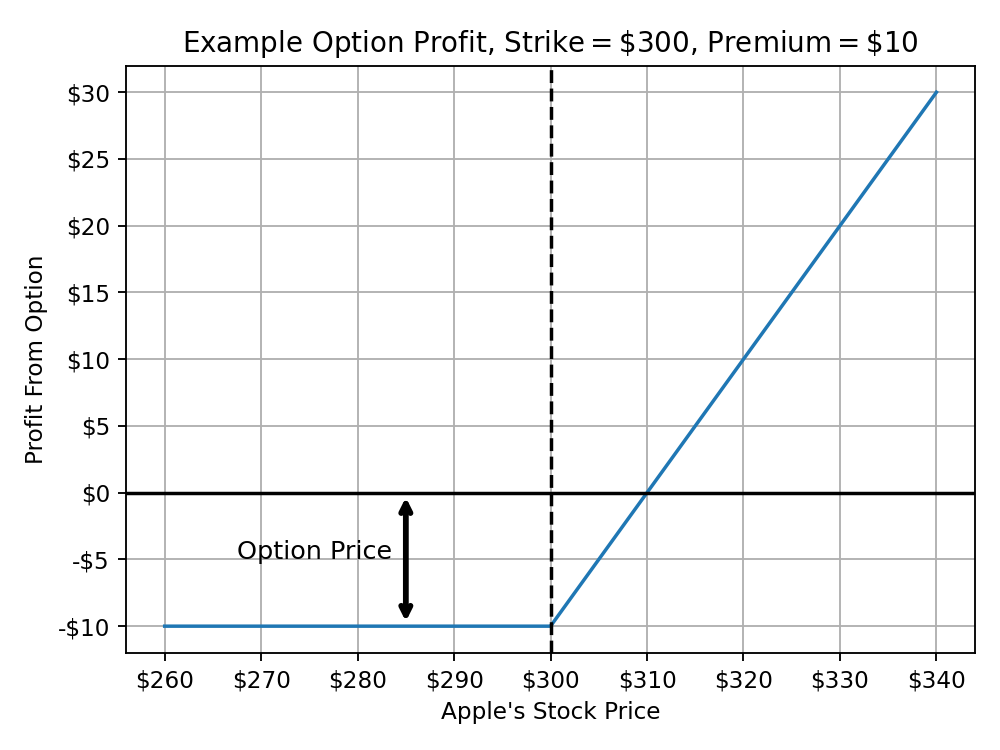 Example Option Profit, Strike = $300, Premium = $10
Profit From Option
$30
$25
$20
$15
$10
$5
$0
-$5
-$10
Option Price
$260 $270 $280 $290 $300 $310 $320 $330 $340
Apple's Stock Price